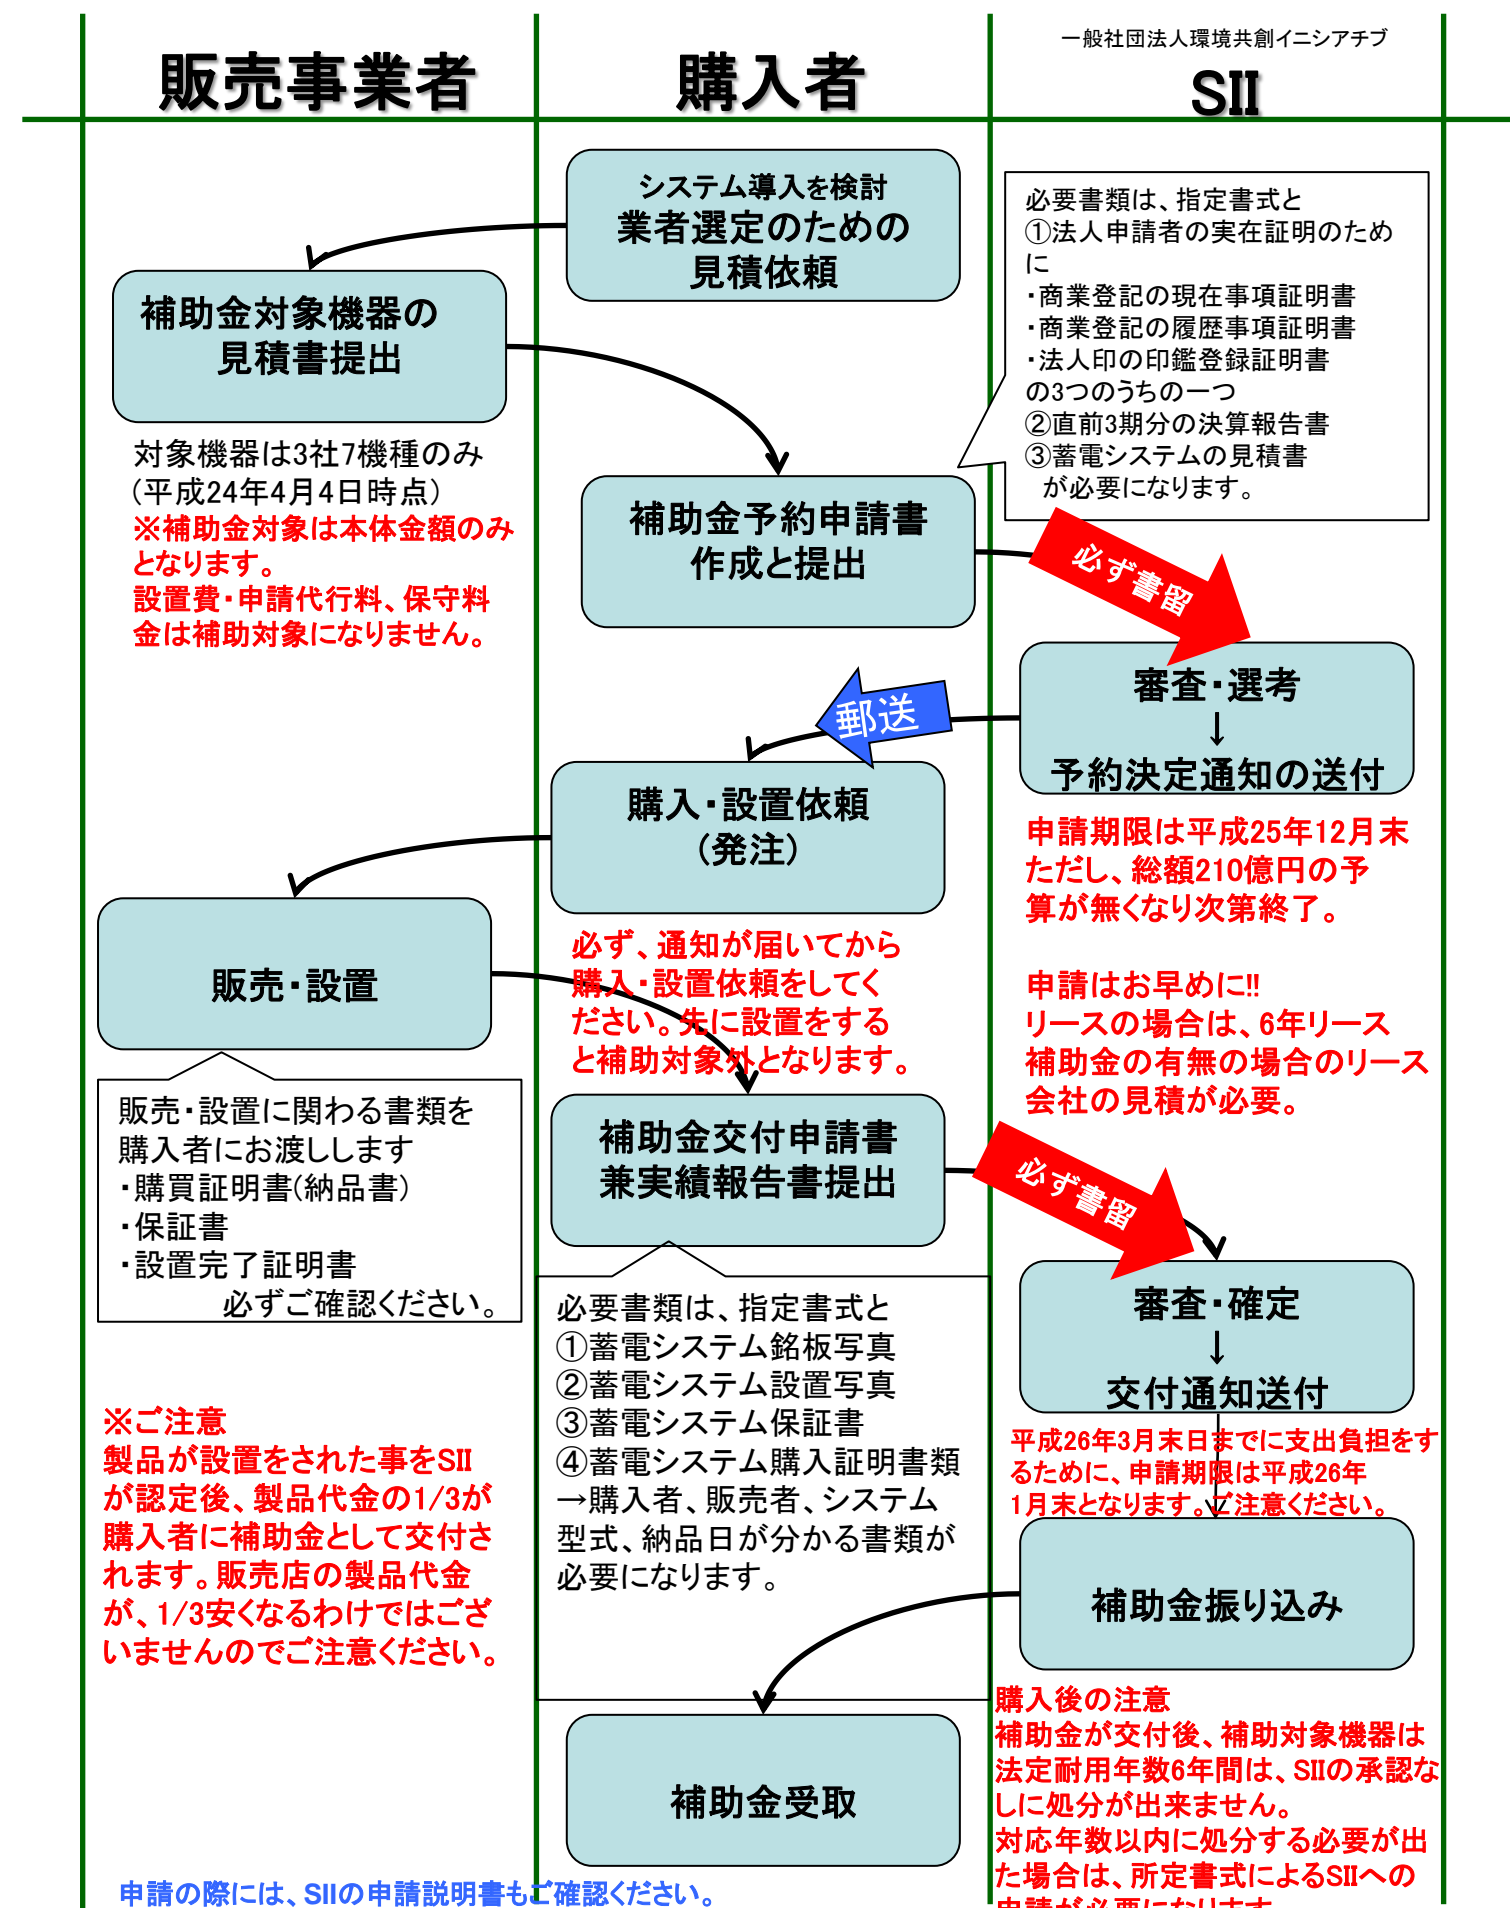 販売事業者
購入者
一般社団法人環境共創イニシアチブ
SII
システム導入を検討
業者選定のための
見積依頼
補助金対象機器の
見積書提出
対象機器は3社7機種のみ
(平成24年4月4日時点)
※補助金対象は本体金額のみ
となります。
設置費・申請代行料、保守料
金は補助対象になりません。
必要書類は、指定書式と
①法人申請者の実在証明のため
に
・商業登記の現在事項証明書
・商業登記の履歴事項証明書
・法人印の印鑑登録証明書
の3つのうちの一つ
②直前3期分の決算報告書
③蓄電システムの見積書
が必要になります。
補助金予約申請書
作成と提出
必ず書留
審査・選考
↓
予約決定通知の送付
郵送
購入・設置依頼
(発注)
申請期限は平成25年12月末
ただし、総額210億円の予
算が無くなり次第終了。
申請はお早めに!!
リースの場合は、6年リース
補助金の有無の場合のリース
会社の見積が必要。
販売・設置
必ず、通知が届いてから
購入・設置依頼をしてく
ださい。先に設置をする
と補助対象外となります。
販売・設置に関わる書類を
購入者にお渡しします
・購買証明書(納品書)
・保証書
・設置完了証明書
必ずご確認ください。
補助金交付申請書
兼実績報告書提出
必ず書留
必要書類は、指定書式と
①蓄電システム銘板写真
②蓄電システム設置写真
③蓄電システム保証書
④蓄電システム購入証明書類
→購入者、販売者、システム
型式、納品日が分かる書類が
必要になります。
審査・確定
↓
交付通知送付
平成26年3月末日までに支出負担をす
るために、申請期限は平成26年
1月末となります。ご注意ください。
※ご注意
製品が設置をされた事をSII
が認定後、製品代金の1/3が
購入者に補助金として交付さ
れます。販売店の製品代金
が、1/3安くなるわけではござ
いませんのでご注意ください。
補助金振り込み
補助金受取
購入後の注意
補助金が交付後、補助対象機器は
法定耐用年数6年間は、SIIの承認な
しに処分が出来ません。
対応年数以内に処分する必要が出
た場合は、所定書式によるSIIへの
申請が必要になります
申請の際には、SIIの申請説明書もご確認ください。